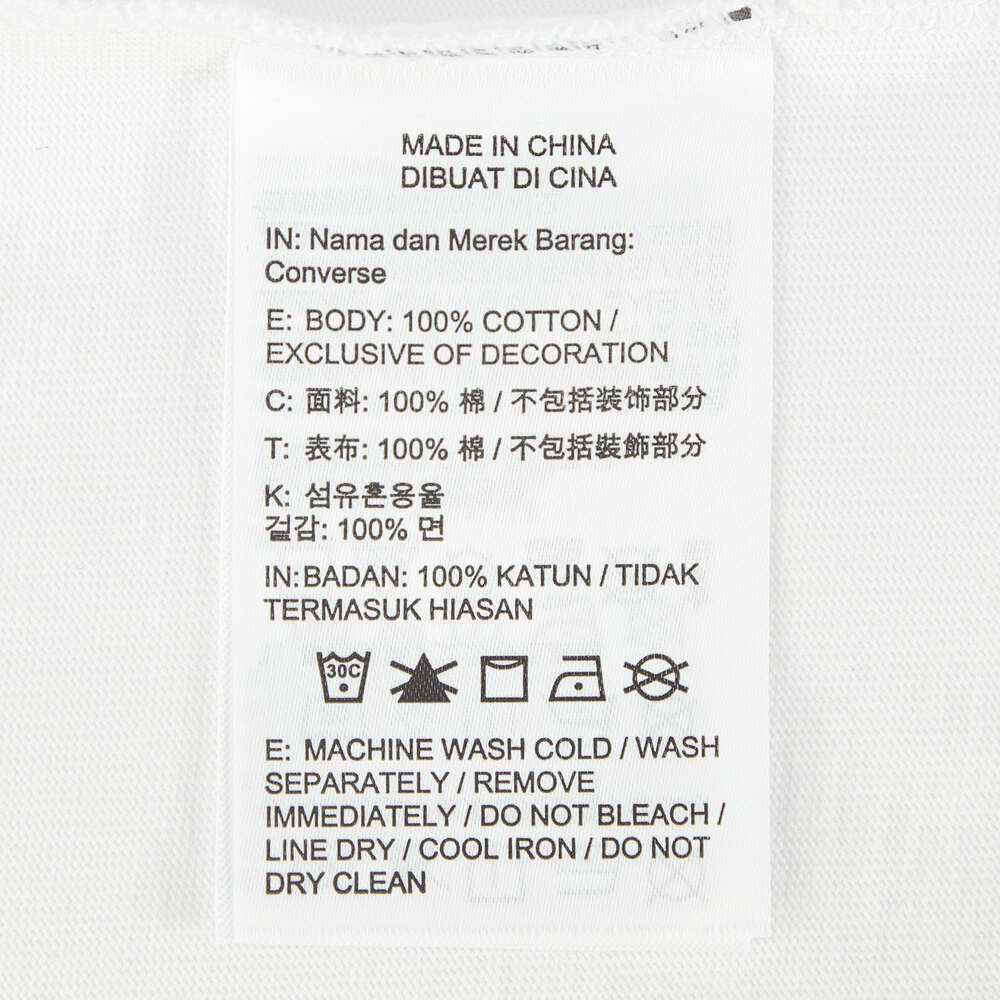 MADE IN CHINA
DIBUAT DI CINA
IN: Nama dan Merek Barang:
Converse
E: BODY: 100% COTTON /
EXCLUSIVE OF DECORATION
C: 面料: 100% 棉 / 不包括装饰部分
T: 表布: 100% 棉 / 不包括裝飾部分
K: 섬유혼용율
겉감: 100% 면
IN:BADAN: 100% KATUN / TIDAK
TERMASUK HIASAN
30C
E: MACHINE WASH COLD / WASH
SEPARATELY / REMOVE
IMMEDIATELY / DO NOT BLEACH /
LINE DRY / COOL IRON / DO NOT
DRY CLEAN